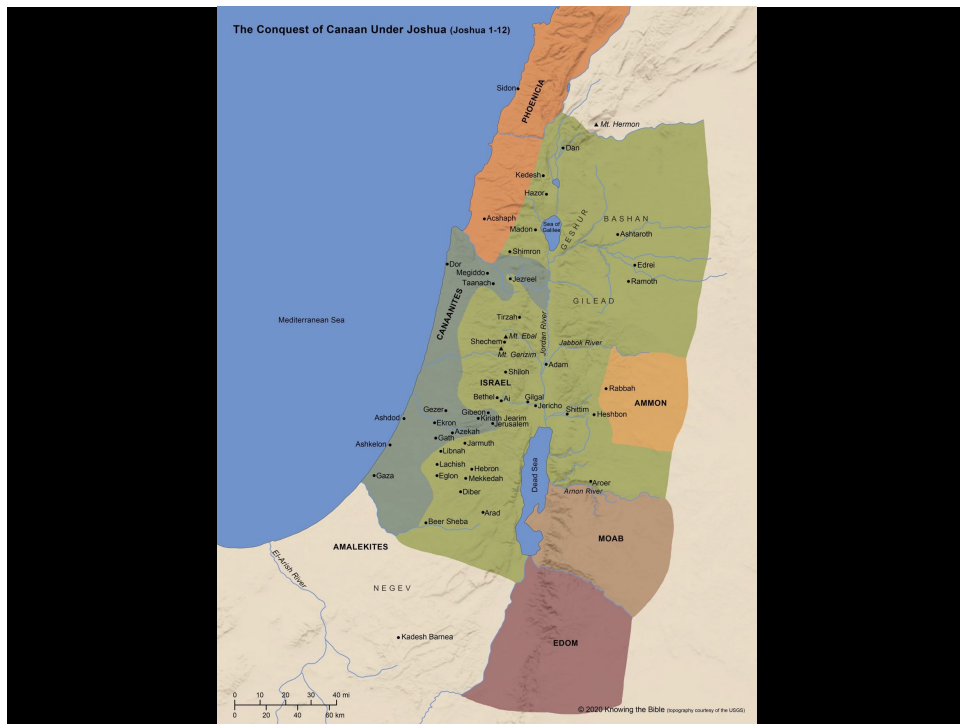 The Conquest of Canaan Under Joshua (Joshua 1-12)
Sidon
PHOENICIA
Mt. Hermon
Dan
Kedesh
Hazor
Acshaph
Madon
Sea of
Galilee
GESHUR
BASHAN
Ashtaroth
Shimron
Dor
Megiddo
Taanach
Jezreel
Edrei
Ramoth
GILEAD
CANAANITES
Mediterranean Sea
Tirzah
Mt. Ebal
Shechem
Mt. Gerizim
Jordan River
Jabbok River
Adam
Shiloh
ISRAEL
Rabbah
AMMON
Bethel
Ai
Gilgal
Jericho
Shittim
Heshbon
Gezer
Gibeon
Kiriath Jearim
Jerusalem
Ashdod
Ekron
Azekah
Gath
Jarmuth
Ashkelon
Libnah
Lachish
Hebron
Gaza
Eglon
Mekkedah
Dead Sea
Diber
Aroer
Arnon River
Arad
Beer Sheba
MOAB
AMALEKITES
El-Arish River
NEGEV
Kadesh Barnea
EDOM
0 10 20 30 40 mi
0 20 40 60 km
© 2020 Knowing the Bible (topography courtesy of the USGS)